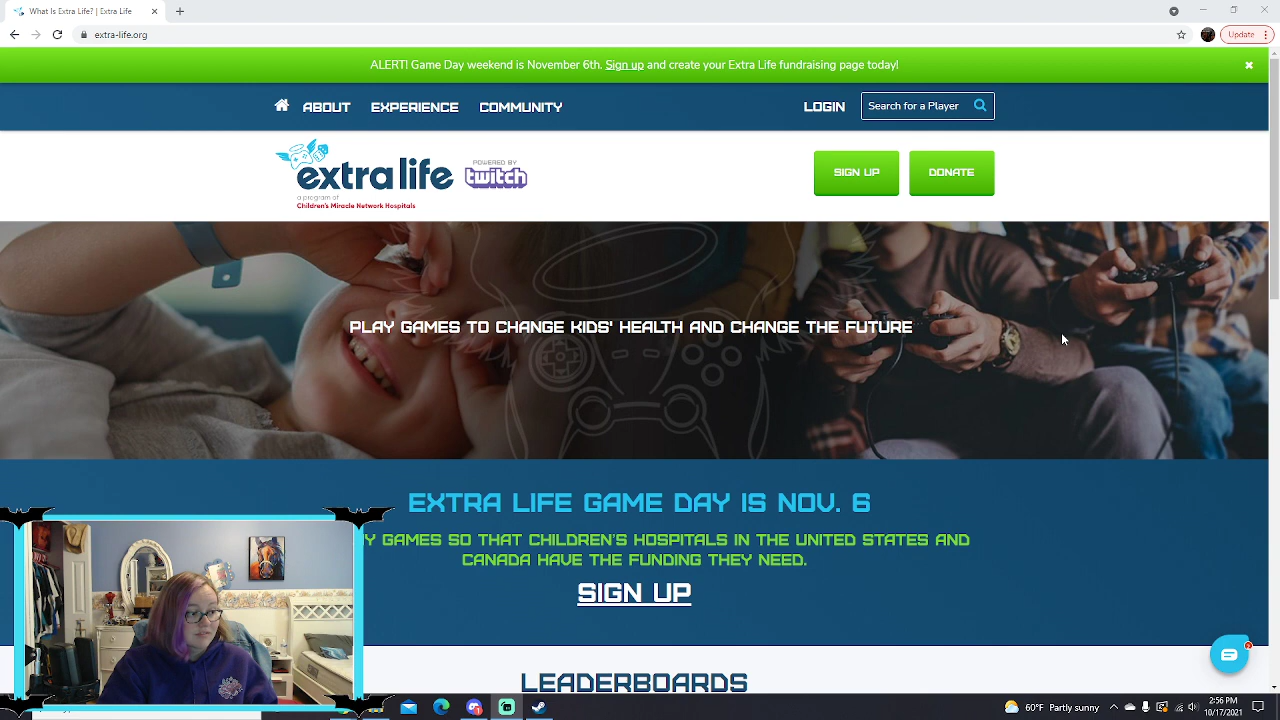 What Is Extra Life? | Extra Life
extra-life.org
Update
ALERT! Game Day weekend is November 6th. Sign up and create your Extra Life fundraising page today!
ABOUT EXPERIENCE COMMUNITY LOGIN Search for a Player
extra life
a program of
Children's Miracle Network Hospitals
POWERED BY
twitch
SIGN UP DONATE
PLAY GAMES TO CHANGE KIDS' HEALTH AND CHANGE THE FUTURE
EXTRA LIFE GAME DAY IS NOV. 6
Y GAMES SO THAT CHILDREN'S HOSPITALS IN THE UNITED STATES AND
CANADA HAVE THE FUNDING THEY NEED.
SIGN UP
LEADERBOARDS
2
60°F Partly sunny
2:56 PM
10/17/2021